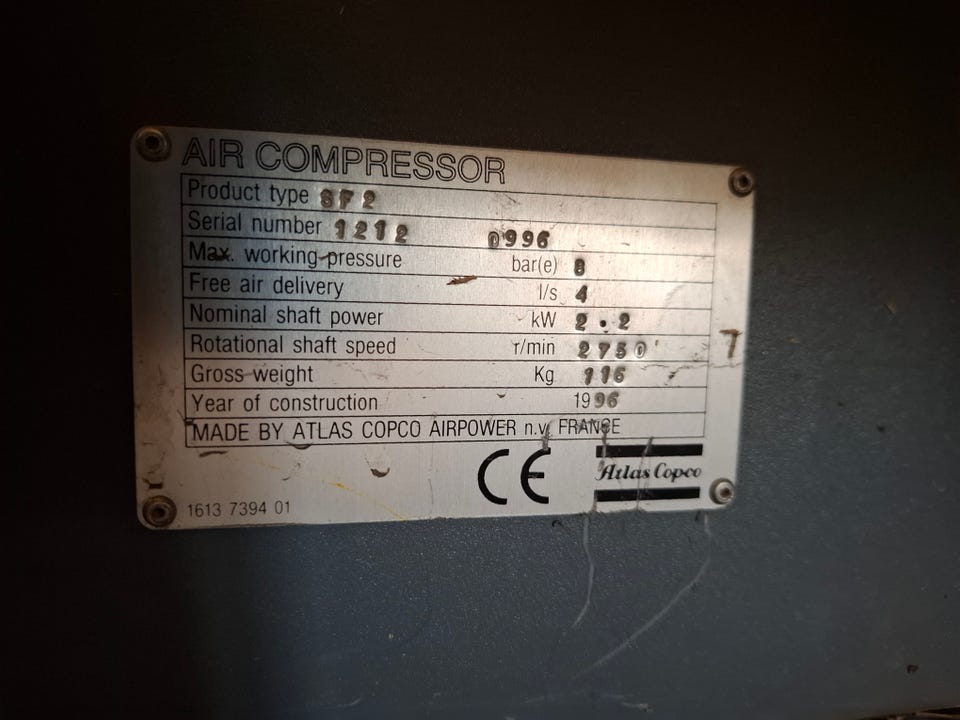 AIR COMPRESSOR
Product type SF2
Serial number 1212 0996
Max. working pressure bar(e) 8
Free air delivery l/s 4
Nominal shaft power kW 2.2
Rotational shaft speed r/min 2750
Gross weight Kg 116
Year of construction 1996
MADE BY ATLAS COPCO AIRPOWER n.v. FRANCE
CE
Atlas Copco
1613 7394 01